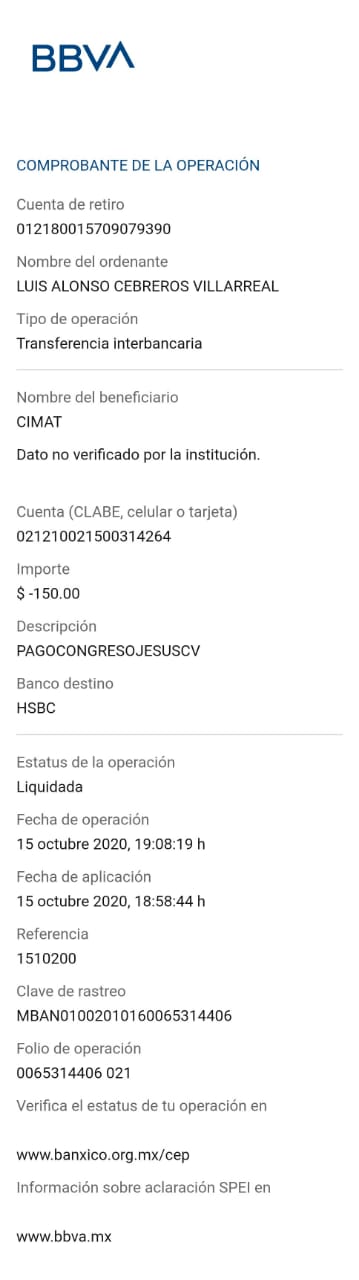 BBVA
COMPROBANTE DE LA OPERACIÓN
Cuenta de retiro
012180015709079390
Nombre del ordenante
LUIS ALONSO CEBREROS VILLARREAL
Tipo de operación
Transferencia interbancaria
Nombre del beneficiario
CIMAT
Dato no verificado por la institución.
Cuenta (CLABE, celular o tarjeta)
021210021500314264
Importe
$ -150.00
Descripción
PAGOCONGRESOJESUSCV
Banco destino
HSBC
Estatus de la operación
Liquidada
Fecha de operación
15 octubre 2020, 19:08:19 h
Fecha de aplicación
15 octubre 2020, 18:58:44 h
Referencia
1510200
Clave de rastreo
MBAN01002010160065314406
Folio de operación
0065314406 021
Verifica el estatus de tu operación en
www.banxico.org.mx/cep
Información sobre aclaración SPEI en
www.bbva.mx